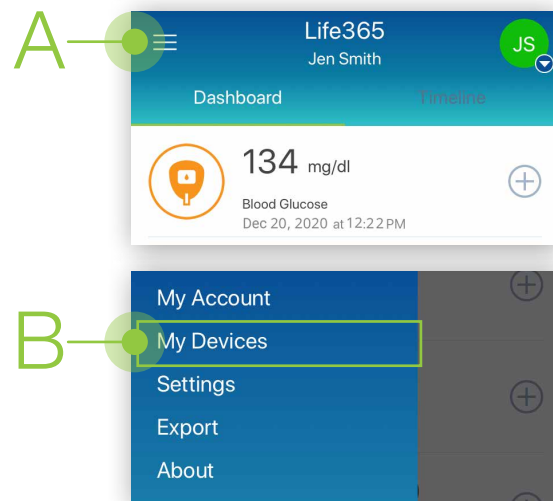 A
Life365
Jen Smith
JS
Dashboard Timeline
134 mg/dl
Blood Glucose
Dec 20, 2020 at 12:22 PM
My Account
B
My Devices
Settings
Export
About